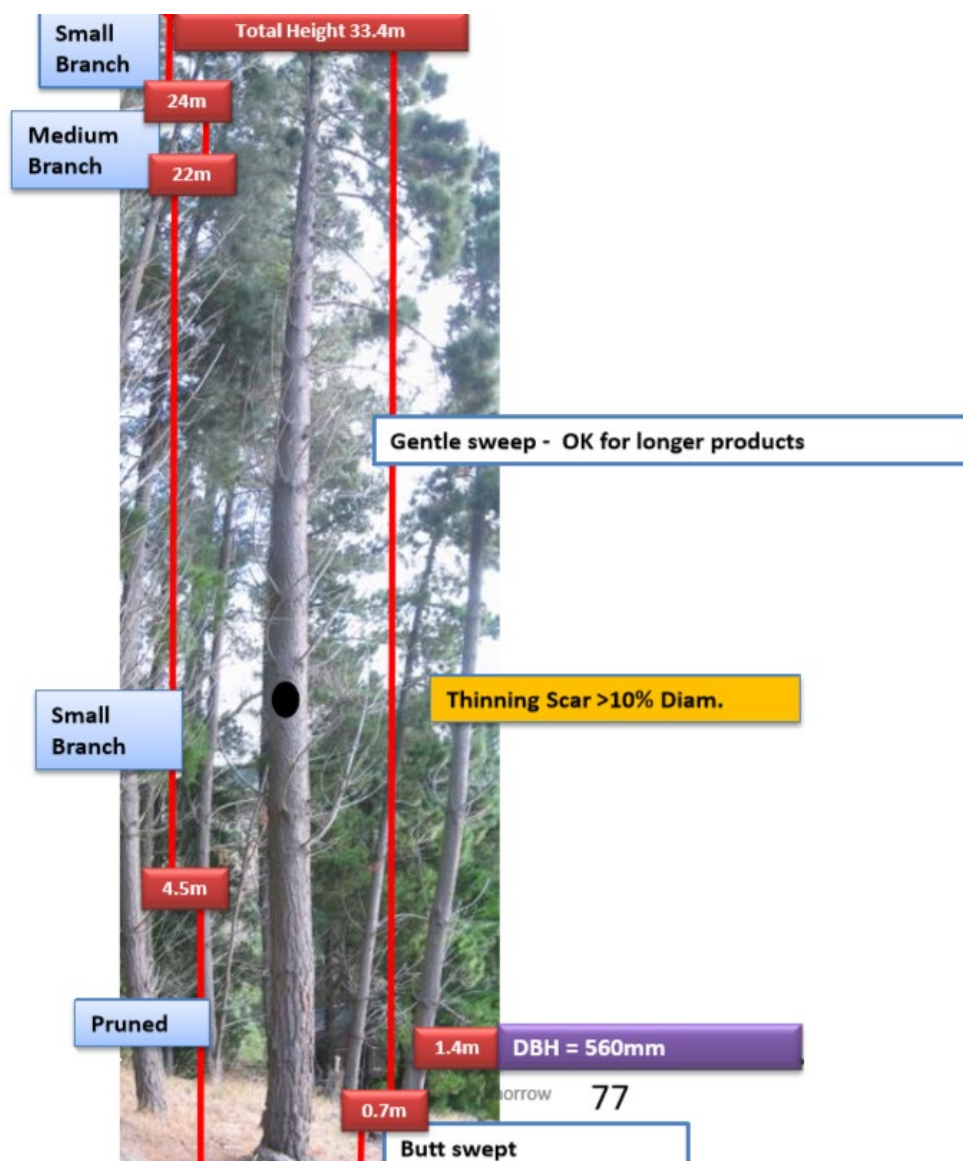 Small
Branch
Total Height 33.4m
24m
Medium
Branch
22m
Gentle sweep - OK for longer products
Thinning Scar >10% Diam.
Small
Branch
4.5m
Pruned
1.4m
DBH = 560mm
77
0.7m
Butt swept